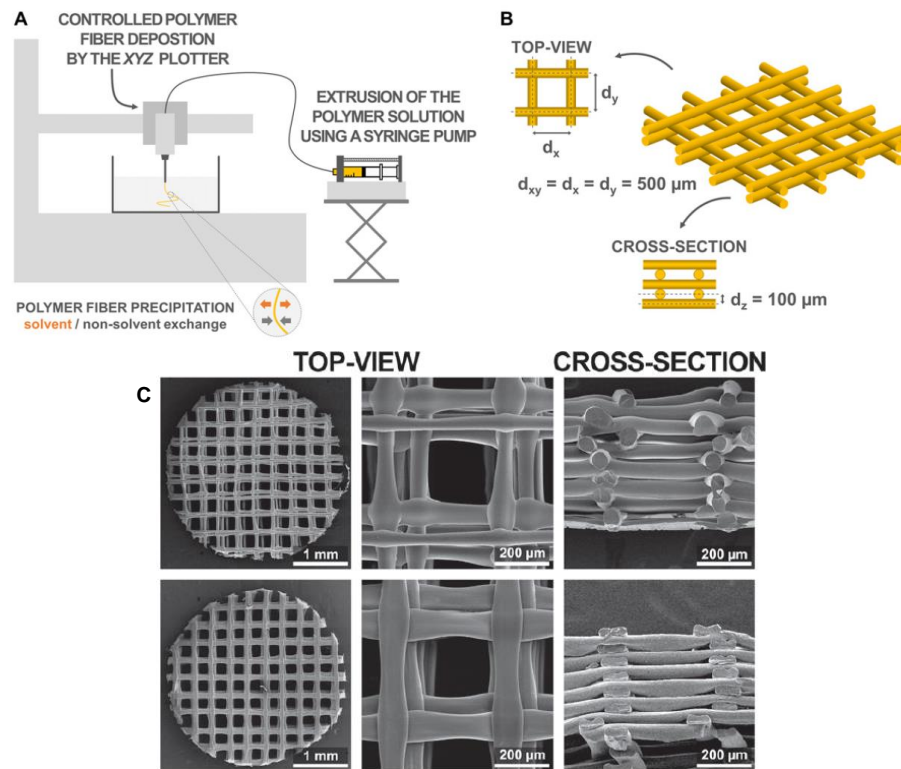 A
CONTROLLED POLYMER
FIBER DEPOSTION
BY THE XYZ PLOTTER
EXTRUSION OF THE
POLYMER SOLUTION
USING A SYRINGE PUMP
POLYMER FIBER PRECIPITATION
solvent / non-solvent exchange
B
TOP-VIEW
dy
dx
dxy = dx = dy = 500 µm
CROSS-SECTION
dz = 100 µm
TOP-VIEW
CROSS-SECTION
C
1 mm
200 µm
200 µm
1 mm
200 µm
200 µm